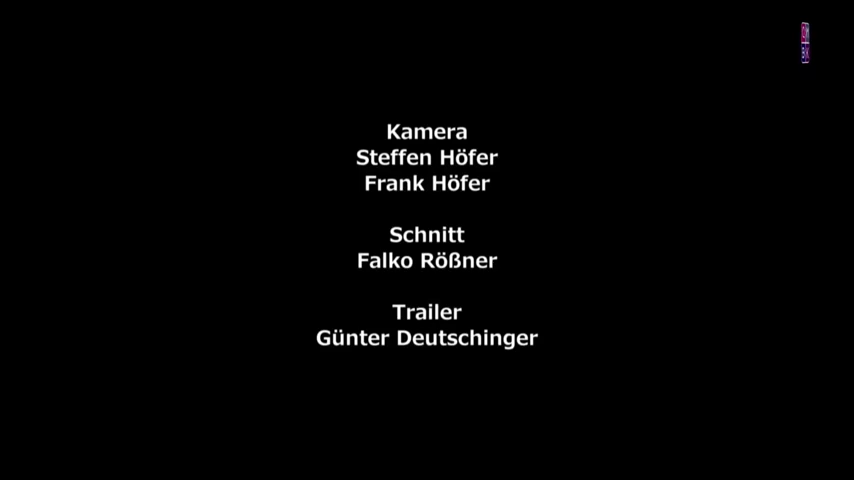 Kamera
Steffen Höfer
Frank Höfer
Schnitt
Falko Rößner
Trailer
Günter Deutschinger